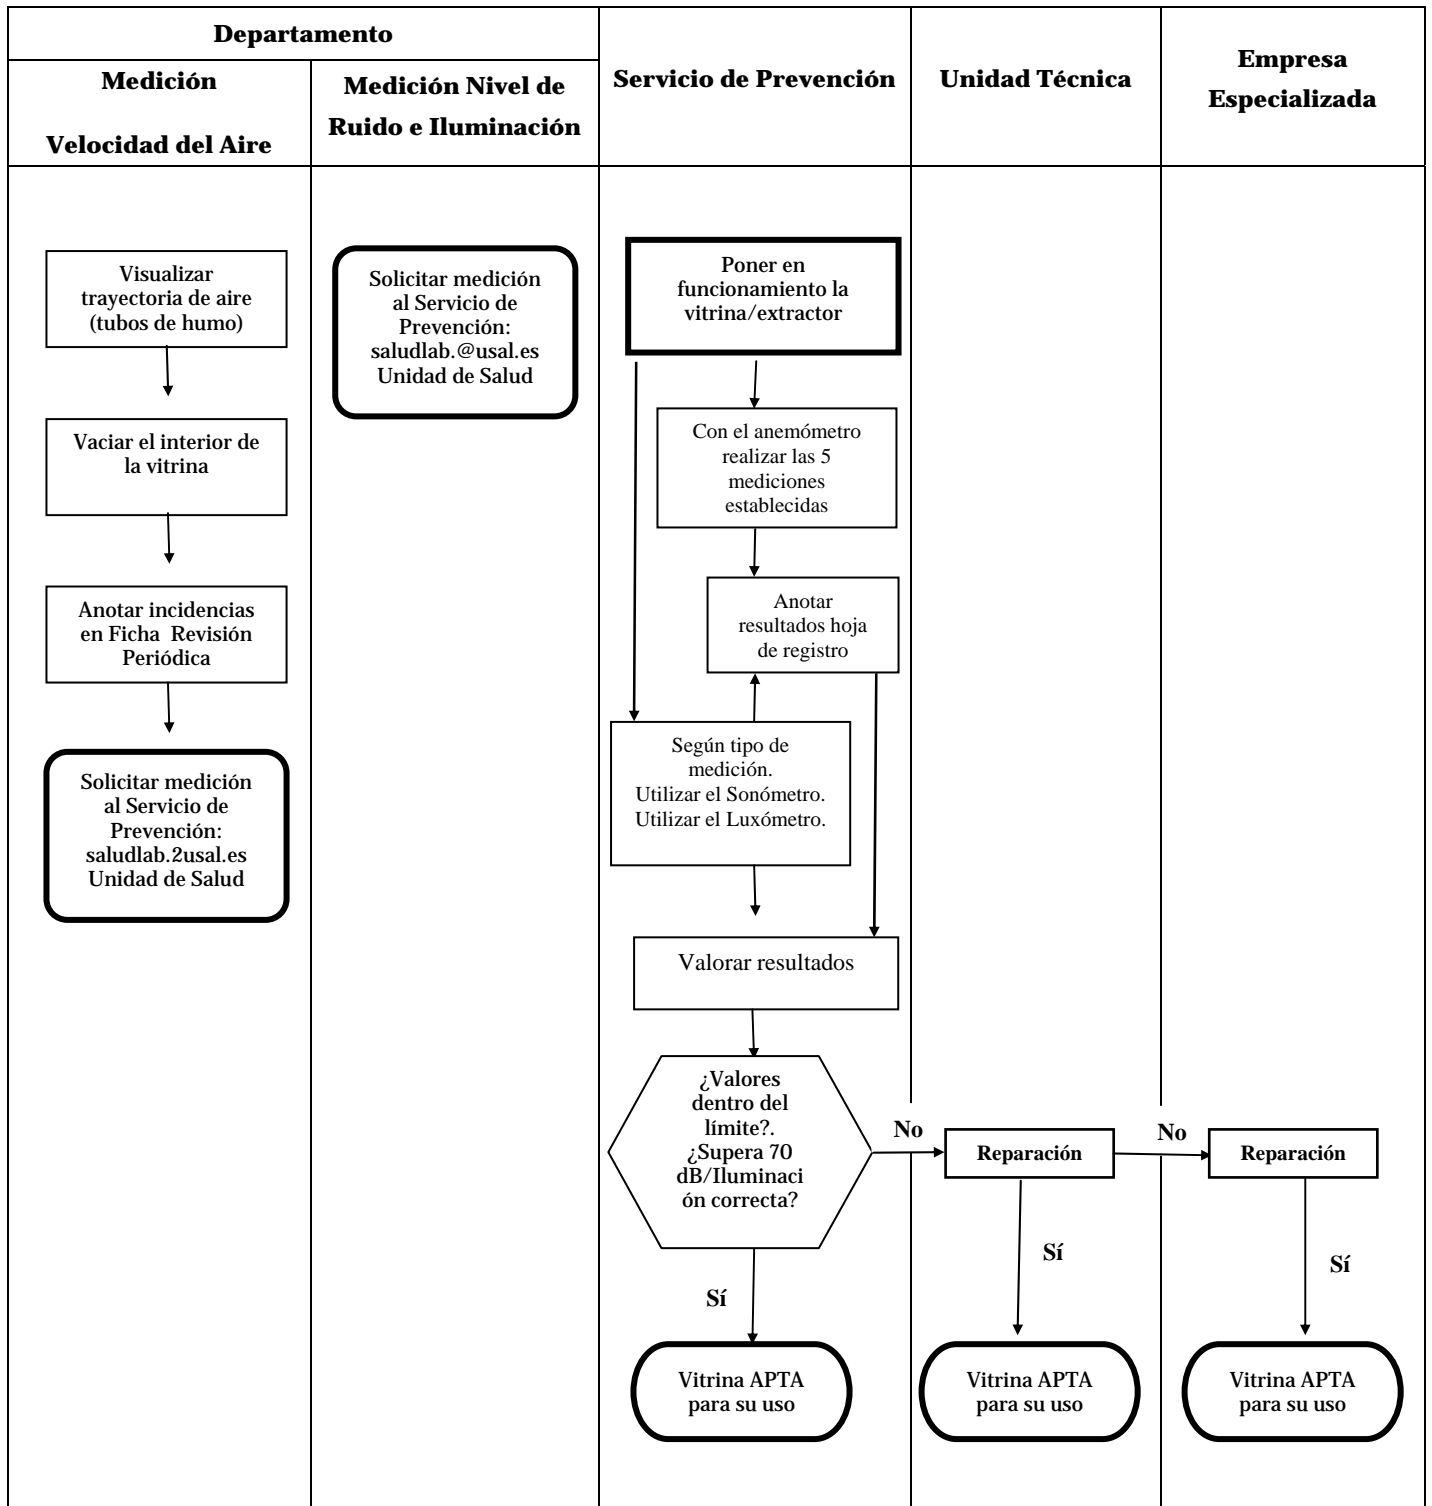 Departamento
Medición
Velocidad del Aire
Medición Nivel de
Ruido e Iluminación
Servicio de Prevención
Unidad Técnica
Empresa
Especializada
Visualizar
trayectoria de aire
(tubos de humo)
Vaciar el interior de
la vitrina
Anotar incidencias
en Ficha Revisión
Periódica
Solicitar medición
al Servicio de
Prevención:
saludlab.2usal.es
Unidad de Salud
Solicitar medición
al Servicio de
Prevención:
saludlab.@usal.es
Unidad de Salud
Poner en
funcionamiento la
vitrina/extractor
Con el anemómetro
realizar las 5
mediciones
establecidas
Anotar
resultados hoja
de registro
Según tipo de
medición.
Utilizar el Sonómetro.
Utilizar el Luxómetro.
Valorar resultados
¿Valores
dentro del
límite?.
¿Supera 70
dB/Iluminaci
ón correcta?
No
Reparación
No
Reparación
Sí
Sí
Sí
Vitrina APTA
para su uso
Vitrina APTA
para su uso
Vitrina APTA
para su uso